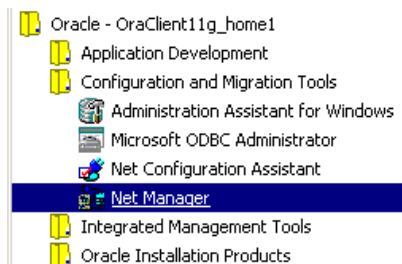 Oracle - OraClient11g_home1
Application Development
Configuration and Migration Tools
Administration Assistant for Windows
Microsoft ODBC Administrator
Net Configuration Assistant
Net Manager
Integrated Management Tools
Oracle Installation Products